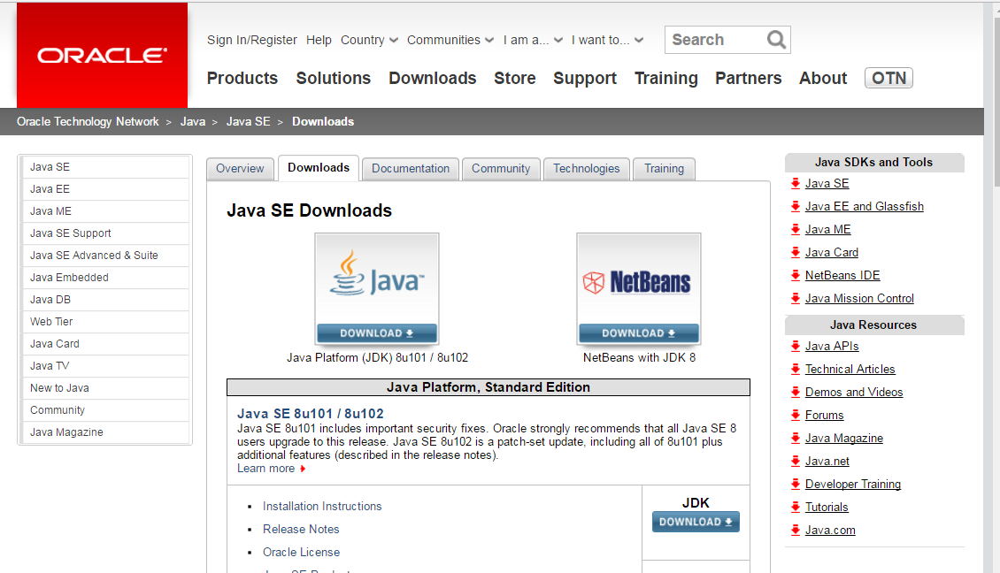 ORACLE
Sign In/Register Help Country Communities I am a... I want to... Search
Products Solutions Downloads Store Support Training Partners About OTN
Oracle Technology Network > Java > Java SE > Downloads
Java SE
Java EE
Java ME
Java SE Support
Java SE Advanced & Suite
Java Embedded
Java DB
Web Tier
Java Card
Java TV
New to Java
Community
Java Magazine
Overview Downloads Documentation Community Technologies Training
Java SE Downloads
Java™
DOWNLOAD
Java Platform (JDK) 8u101 / 8u102
NetBeans
DOWNLOAD
NetBeans with JDK 8
Java Platform, Standard Edition
Java SE 8u101 / 8u102
Java SE 8u101 includes important security fixes. Oracle strongly recommends that all Java SE 8
users upgrade to this release. Java SE 8u102 is a patch-set update, including all of 8u101 plus
additional features (described in the release notes).
Learn more
Installation Instructions
Release Notes
Oracle License
JDK
DOWNLOAD
Java SDKs and Tools
Java SE
Java EE and Glassfish
Java ME
Java Card
NetBeans IDE
Java Mission Control
Java Resources
Java APIs
Technical Articles
Demos and Videos
Forums
Java Magazine
Java.net
Developer Training
Tutorials
Java.com